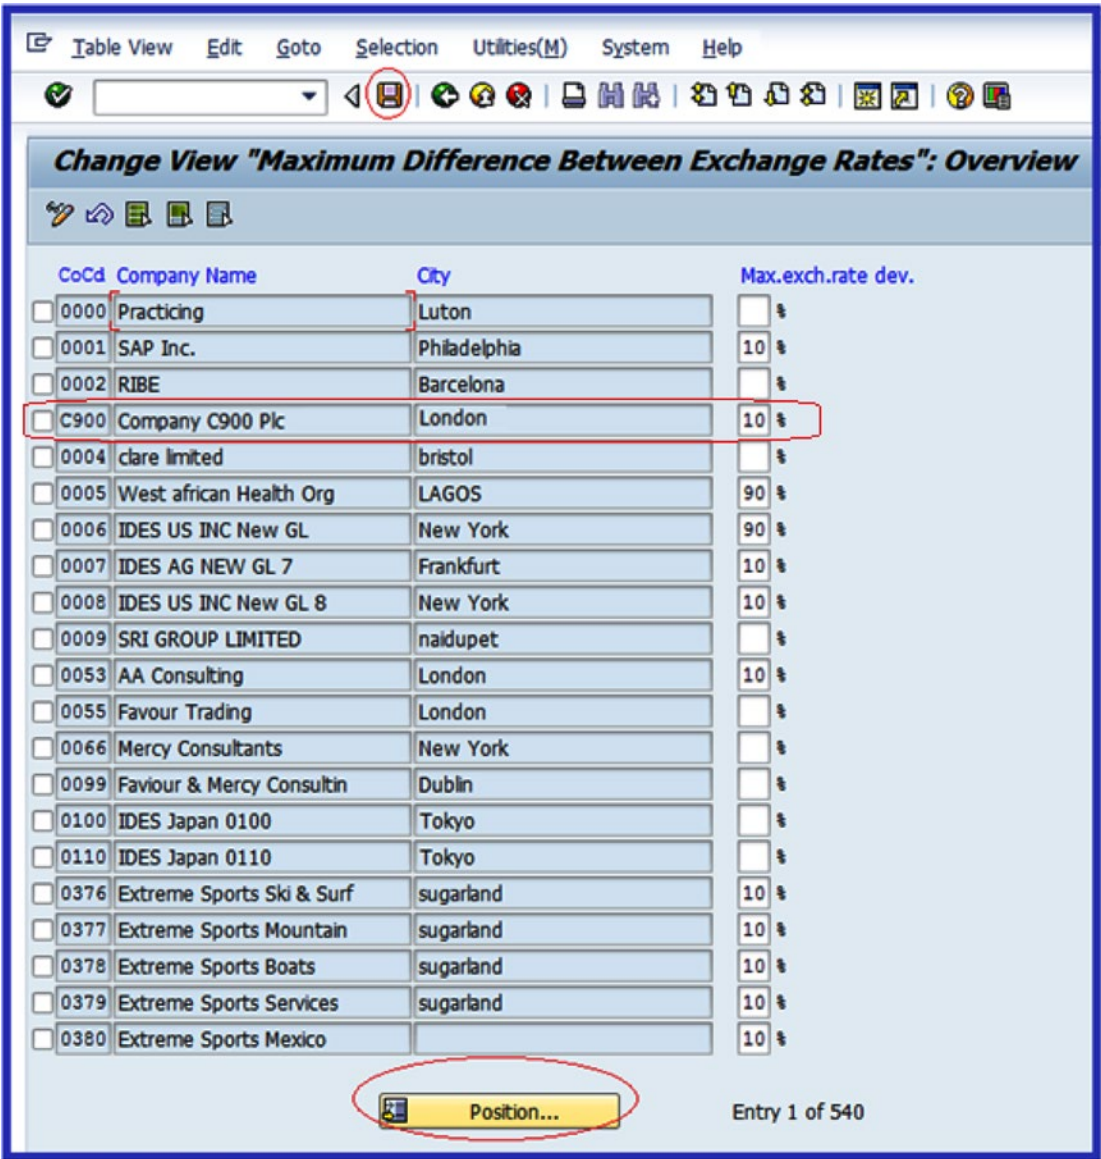 Table View Edit Goto Selection Utilities(M) System Help
Change View "Maximum Difference Between Exchange Rates": Overview
CoCd Company Name City Max.exch.rate dev.
0000 Practicing Luton %
0001 SAP Inc. Philadelphia 10 %
0002 RIBE Barcelona %
C900 Company C900 Plc London 10 %
0004 clare limited bristol %
0005 West african Health Org LAGOS 90 %
0006 IDES US INC New GL New York 90 %
0007 IDES AG NEW GL 7 Frankfurt 10 %
0008 IDES US INC New GL 8 New York 10 %
0009 SRI GROUP LIMITED naidupet %
0053 AA Consulting London 10 %
0055 Favour Trading London %
0066 Mercy Consultants New York %
0099 Faviour & Mercy Consultin Dublin %
0100 IDES Japan 0100 Tokyo %
0110 IDES Japan 0110 Tokyo %
0376 Extreme Sports Ski & Surf sugarland 10 %
0377 Extreme Sports Mountain sugarland 10 %
0378 Extreme Sports Boats sugarland 10 %
0379 Extreme Sports Services sugarland 10 %
0380 Extreme Sports Mexico 10 %
Position... Entry 1 of 540